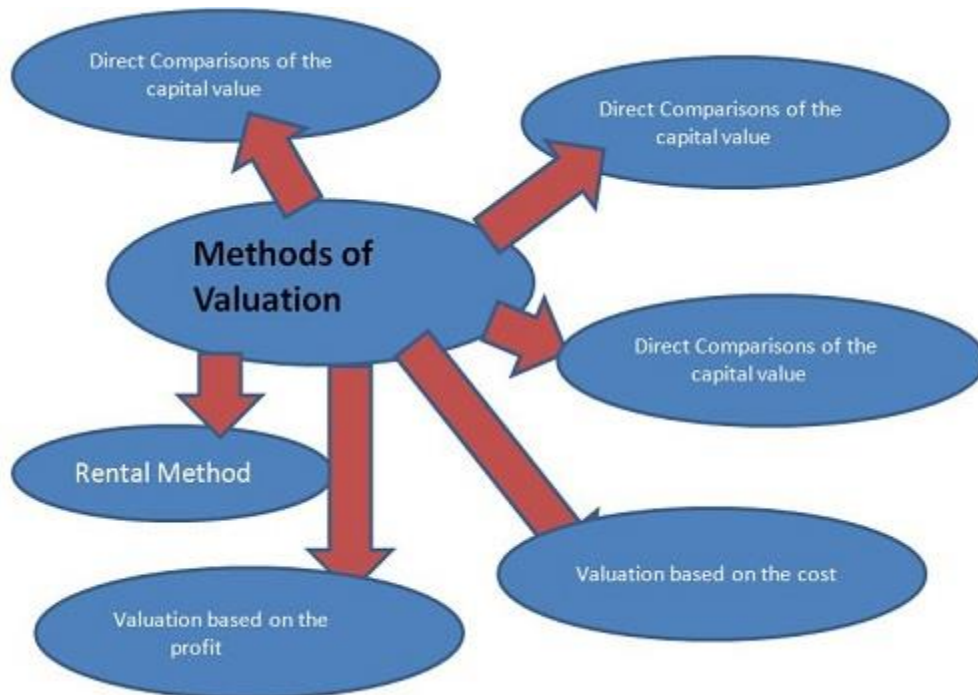 Direct Comparisons of the
capital value
Direct Comparisons of the
capital value
Methods of
Valuation
Direct Comparisons of the
capital value
Rental Method
Valuation based on the cost
Valuation based on the
profit